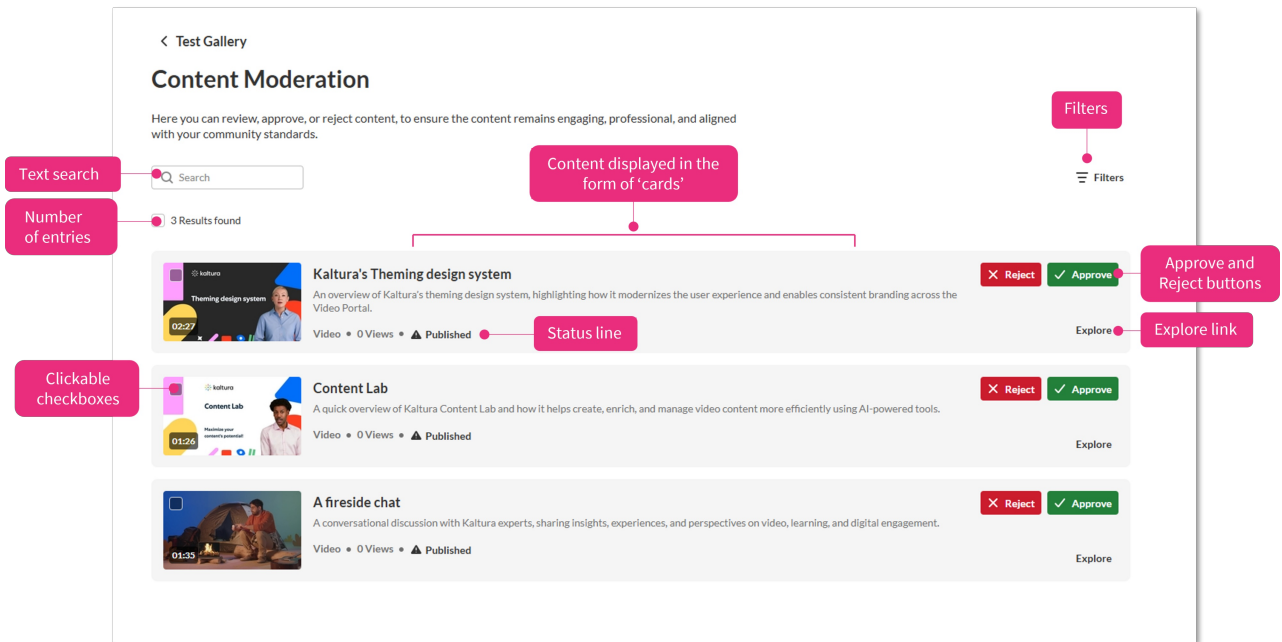 Test Gallery
Content Moderation
Here you can review, approve, or reject content, to ensure the content remains engaging, professional, and aligned
with your community standards.
Filters
Text search
Search
Content displayed in the
form of ‘cards’
Filters
Number
of entries
3 Results found
kaltura
Theming design system
02:27
Kaltura's Theming design system
An overview of Kaltura's theming design system, highlighting how it modernizes the user experience and enables consistent branding across the
Video Portal.
Video • 0 Views • Published
Status line
Reject
Approve
Approve and
Reject buttons
Explore
Explore link
Clickable
checkboxes
kaltura
Content Lab
Maximize your
content's potential!
01:26
Content Lab
A quick overview of Kaltura Content Lab and how it helps create, enrich, and manage video content more efficiently using AI-powered tools.
Video • 0 Views • Published
Reject
Approve
Explore
01:35
A fireside chat
A conversational discussion with Kaltura experts, sharing insights, experiences, and perspectives on video, learning, and digital engagement.
Video • 0 Views • Published
Reject
Approve
Explore